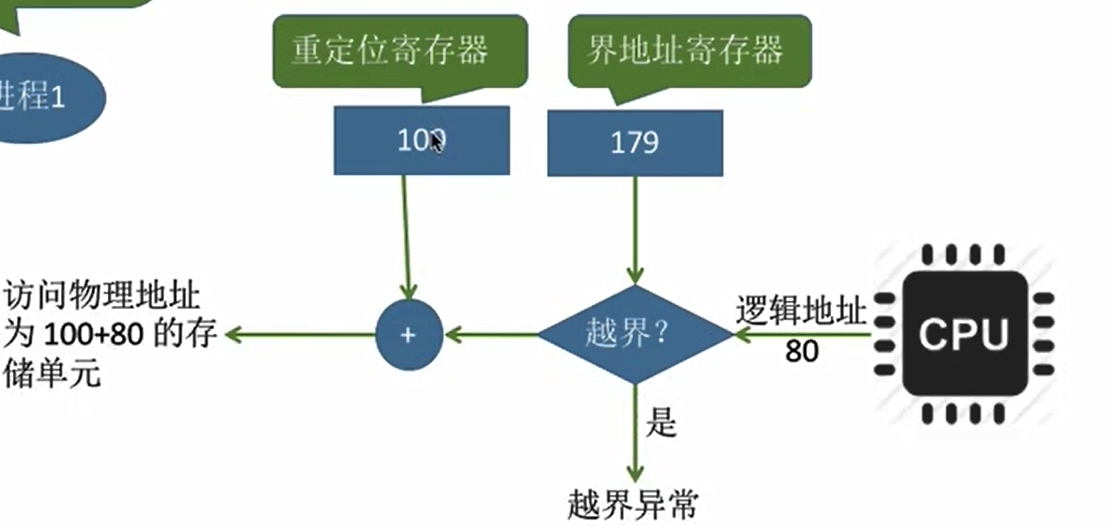 重定位寄存器
界地址寄存器
进程1
100
179
访问物理地址
为 100+80 的存
储单元
+
越界?
逻辑地址
80
CPU
是
越界异常